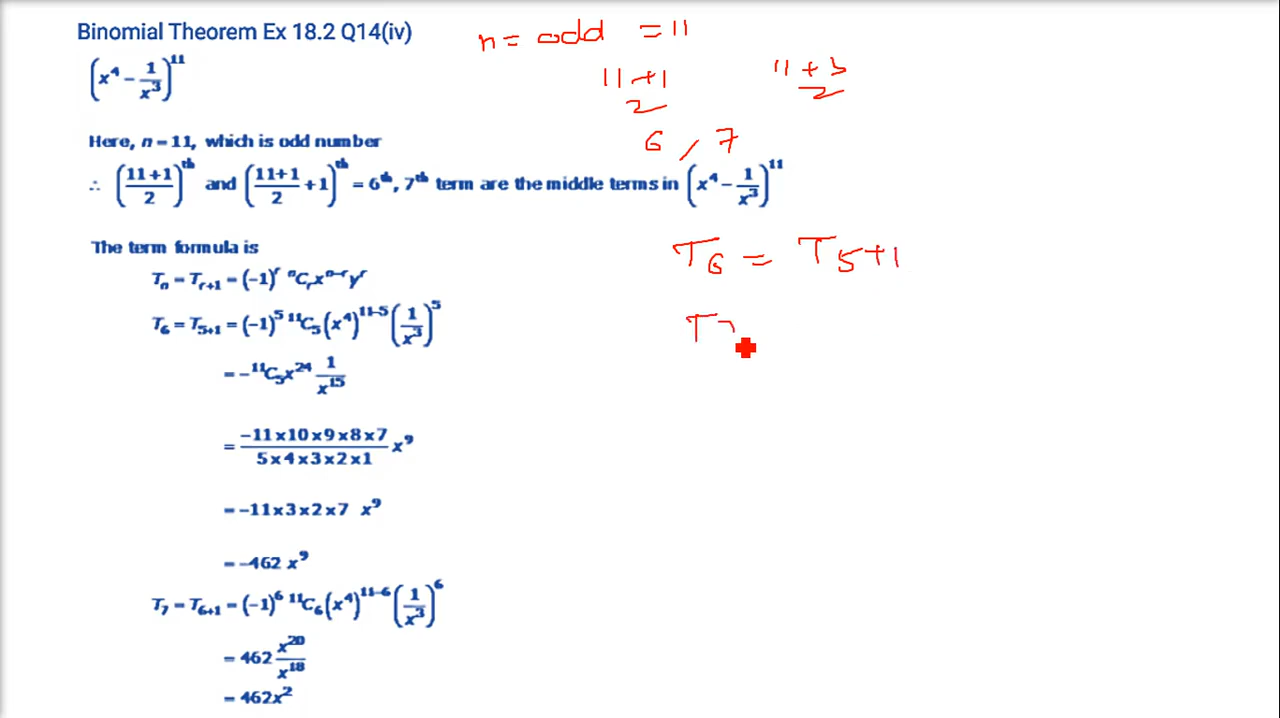 Binomial Theorem Ex 18.2 Q14(iv)
n = odd = 11
(x⁴ − 1/x³)¹¹
11+1/2   11+3/2
6, 7
Here, n = 11, which is odd number
∴ ((11+1)/2)ᵗʰ and ((11+1)/2 + 1)ᵗʰ = 6ᵗʰ, 7ᵗʰ term are the middle terms in (x⁴ − 1/x³)¹¹
The term formula is
T₆ = T₅₊₁
Tₙ = Tᵣ₊₁ = (−1)ʳ ⁿCᵣ xⁿ⁻ʳ yʳ
T₆ = T₅₊₁ = (−1)⁵ ¹¹C₅ (x⁴)¹¹⁻⁵ (1/x³)⁵
T₇
= −¹¹C₅ x²⁴ 1/x¹⁵
= (−11×10×9×8×7)/(5×4×3×2×1) x⁹
= −11×3×2×7 x⁹
= −462 x⁹
T₇ = T₆₊₁ = (−1)⁶ ¹¹C₆ (x⁴)¹¹⁻⁶ (1/x³)⁶
= 462 x²⁰/x¹⁸
= 462x²